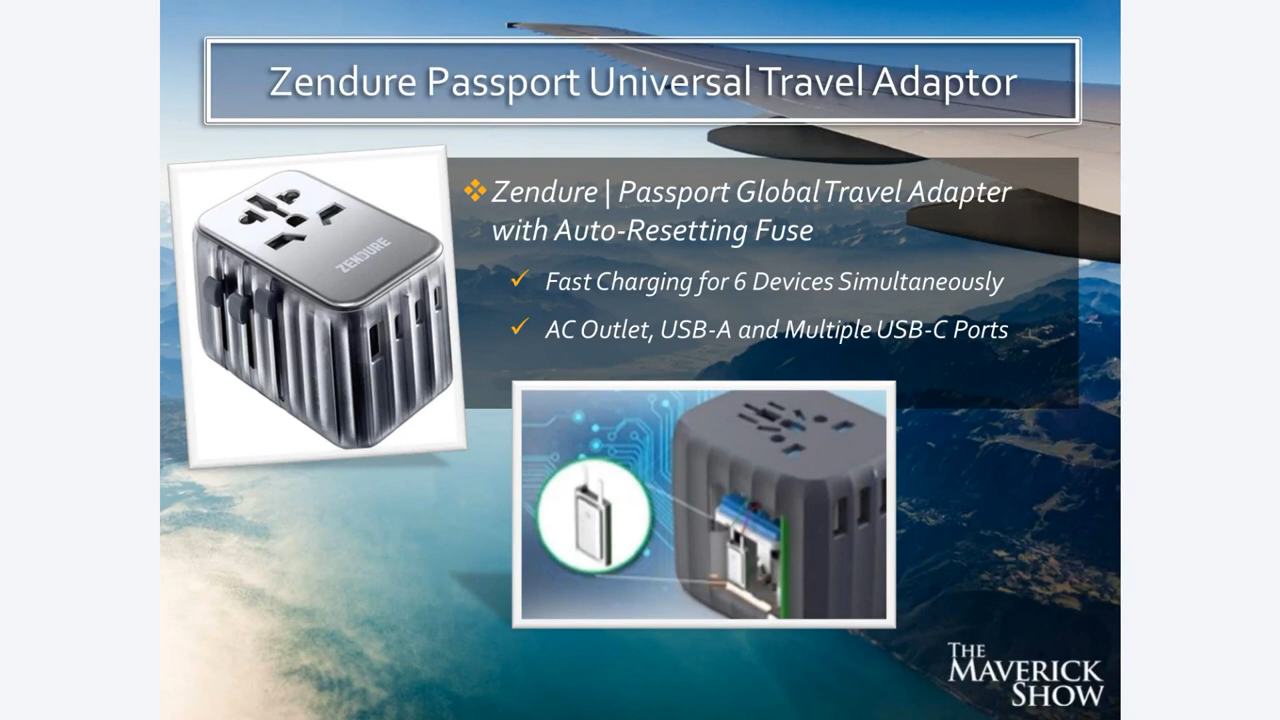 Zendure Passport Universal Travel Adaptor
Zendure | Passport Global Travel Adapter
with Auto-Resetting Fuse
Fast Charging for 6 Devices Simultaneously
AC Outlet, USB-A and Multiple USB-C Ports
ZENDURE
THE
MAVERICK
SHOW